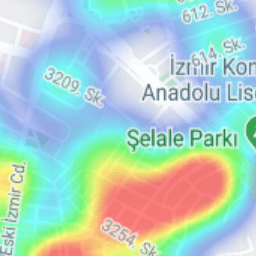 612. Sk.
614. Sk.
İzmir Kon
Anadolu Lise
3209. Sk.
Şelale Parkı
Eski İzmir Cd.
3254. Sk.